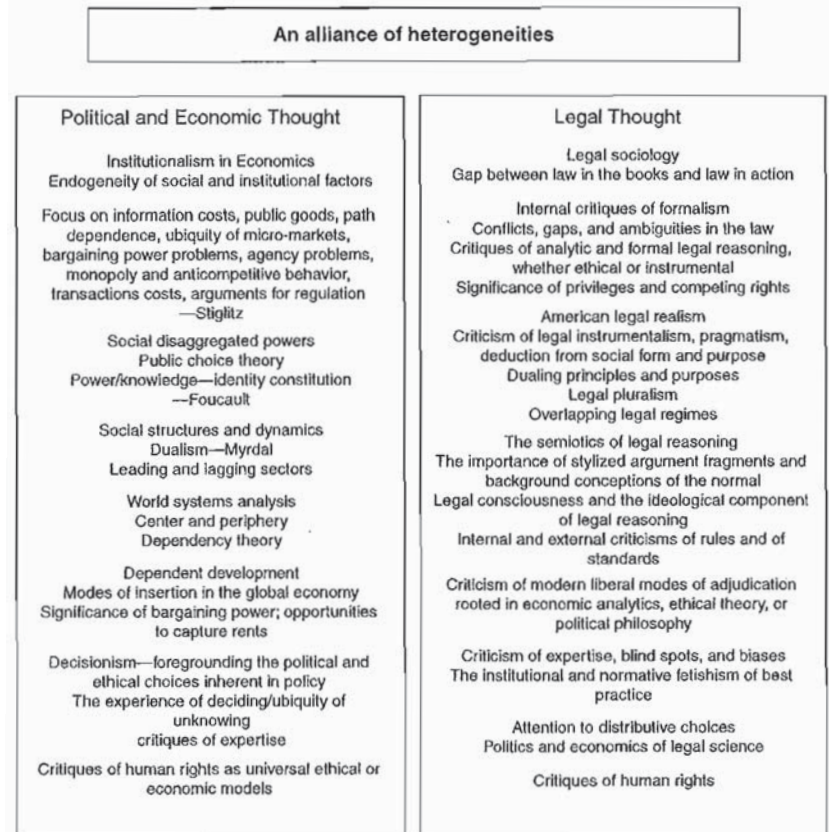 An alliance of heterogeneities
Political and Economic Thought
Institutionalism in Economics
Endogeneity of social and institutional factors
Focus on information costs, public goods, path
dependence, ubiquity of micro-markets,
bargaining power problems, agency problems,
monopoly and anticompetitive behavior,
transactions costs, arguments for regulation
—Stiglitz
Social disaggregated powers
Public choice theory
Power/knowledge—identity constitution
—Foucault
Social structures and dynamics
Dualism—Myrdal
Leading and lagging sectors
World systems analysis
Center and periphery
Dependency theory
Dependent development
Modes of insertion in the global economy
Significance of bargaining power; opportunities
to capture rents
Decisionism—foregrounding the political and
ethical choices inherent in policy
The experience of deciding/ubiquity of
unknowing
critiques of expertise
Critiques of human rights as universal ethical or
economic models
Legal Thought
Legal sociology
Gap between law in the books and law in action
Internal critiques of formalism
Conflicts, gaps, and ambiguities in the law
Critiques of analytic and formal legal reasoning,
whether ethical or instrumental
Significance of privileges and competing rights
American legal realism
Criticism of legal instrumentalism, pragmatism,
deduction from social form and purpose
Dualing principles and purposes
Legal pluralism
Overlapping legal regimes
The semiotics of legal reasoning
The importance of stylized argument fragments and
background conceptions of the normal
Legal consciousness and the ideological component
of legal reasoning
Internal and external criticisms of rules and of
standards
Criticism of modern liberal modes of adjudication
rooted in economic analytics, ethical theory, or
political philosophy
Criticism of expertise, blind spots, and biases
The institutional and normative fetishism of best
practice
Attention to distributive choices
Politics and economics of legal science
Critiques of human rights